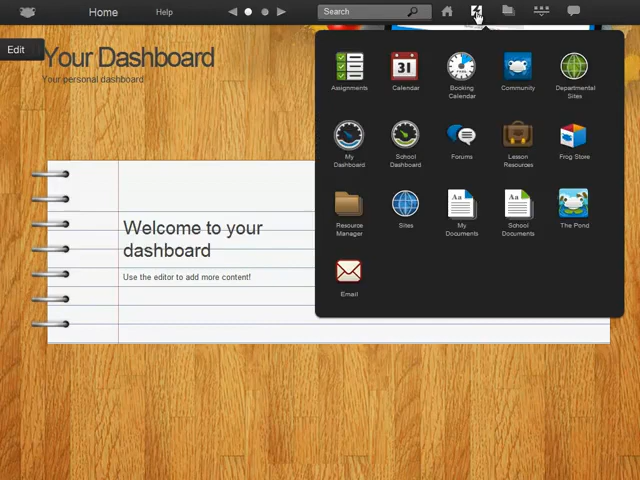 Home
Help
Search
Edit
Your Dashboard
Your personal dashboard
Assignments
31
Calendar
Booking
Calendar
Community
Departmental
Sites
My
Dashboard
School
Dashboard
Forums
Lesson
Resources
Frog Store
Resource
Manager
Sites
Aa
My
Documents
Aa
School
Documents
The Pond
Email
Welcome to your
dashboard
Use the editor to add more content!